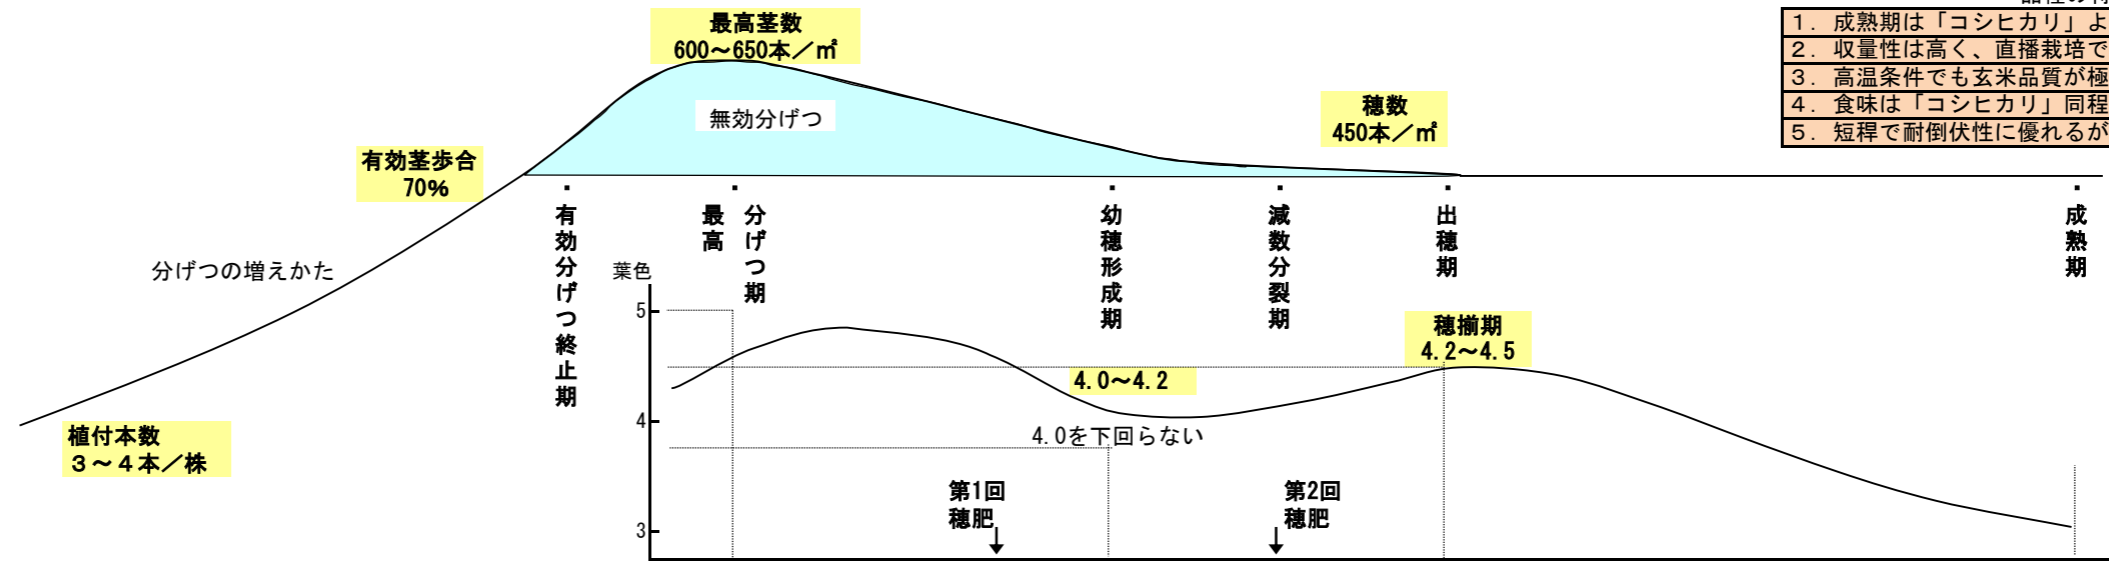 最高茎数
600～650本／㎡
無効分げつ
穂数
450本／㎡
1．成熟期は「コシヒカリ」よ
2．収量性は高く、直播栽培で
3．高温条件でも玄米品質が極
4．食味は「コシヒカリ」同程
5．短稈で耐倒伏性に優れるが
有効茎歩合
70%
分げつの増えかた
植付本数
３～４本／株
有効分げつ終止期
最高
分げつ期
幼穂形成期
減数分裂期
出穂期
成熟期
葉色
5
4
3
4.0～4.2
4.0を下回らない
穂揃期
4.2～4.5
第1回
穂肥
第2回
穂肥